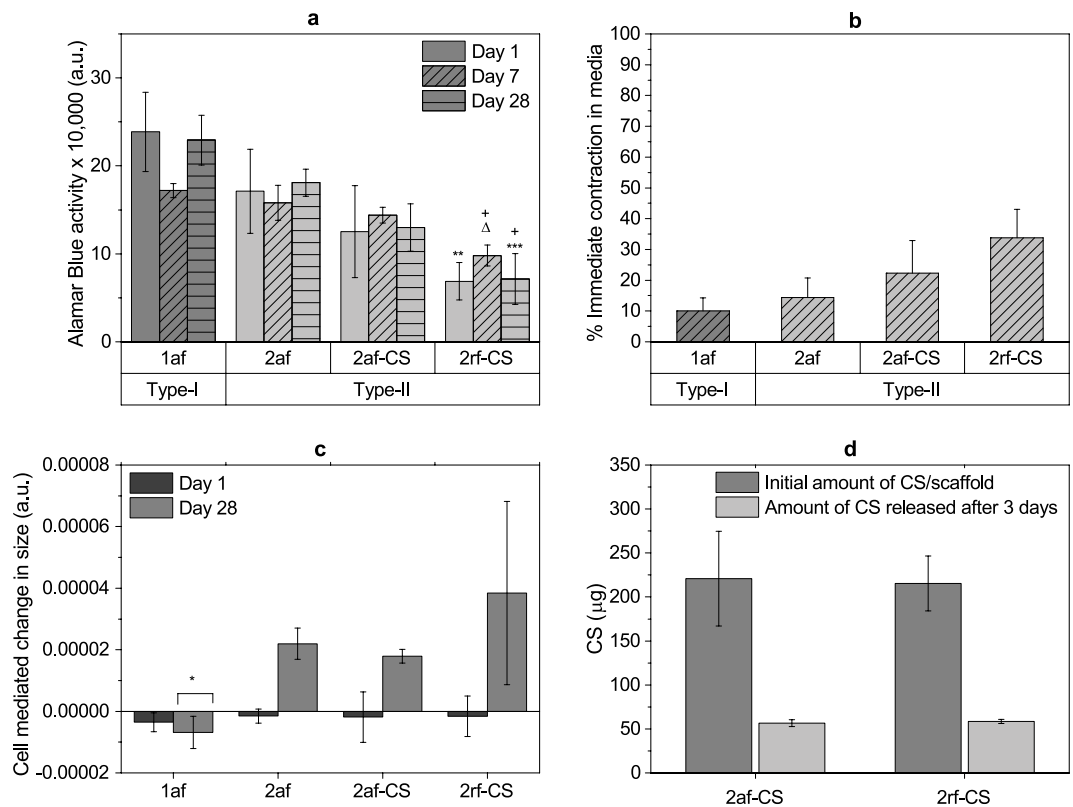 a
Alamar Blue activity x 10,000 (a.u.)
30
20
10
0
Day 1
Day 7
Day 28
**
+
Δ
+
***
1af
2af
2af-CS
2rf-CS
Type-I
Type-II
b
% Immediate contraction in media
100
90
80
70
60
50
40
30
20
10
0
1af
2af
2af-CS
2rf-CS
Type-I
Type-II
c
Cell mediated change in size (a.u.)
0.00008
0.00006
0.00004
0.00002
0.00000
-0.00002
Day 1
Day 28
*
1af
2af
2af-CS
2rf-CS
d
CS (μg)
350
300
250
200
150
100
50
0
Initial amount of CS/scaffold
Amount of CS released after 3 days
2af-CS
2rf-CS